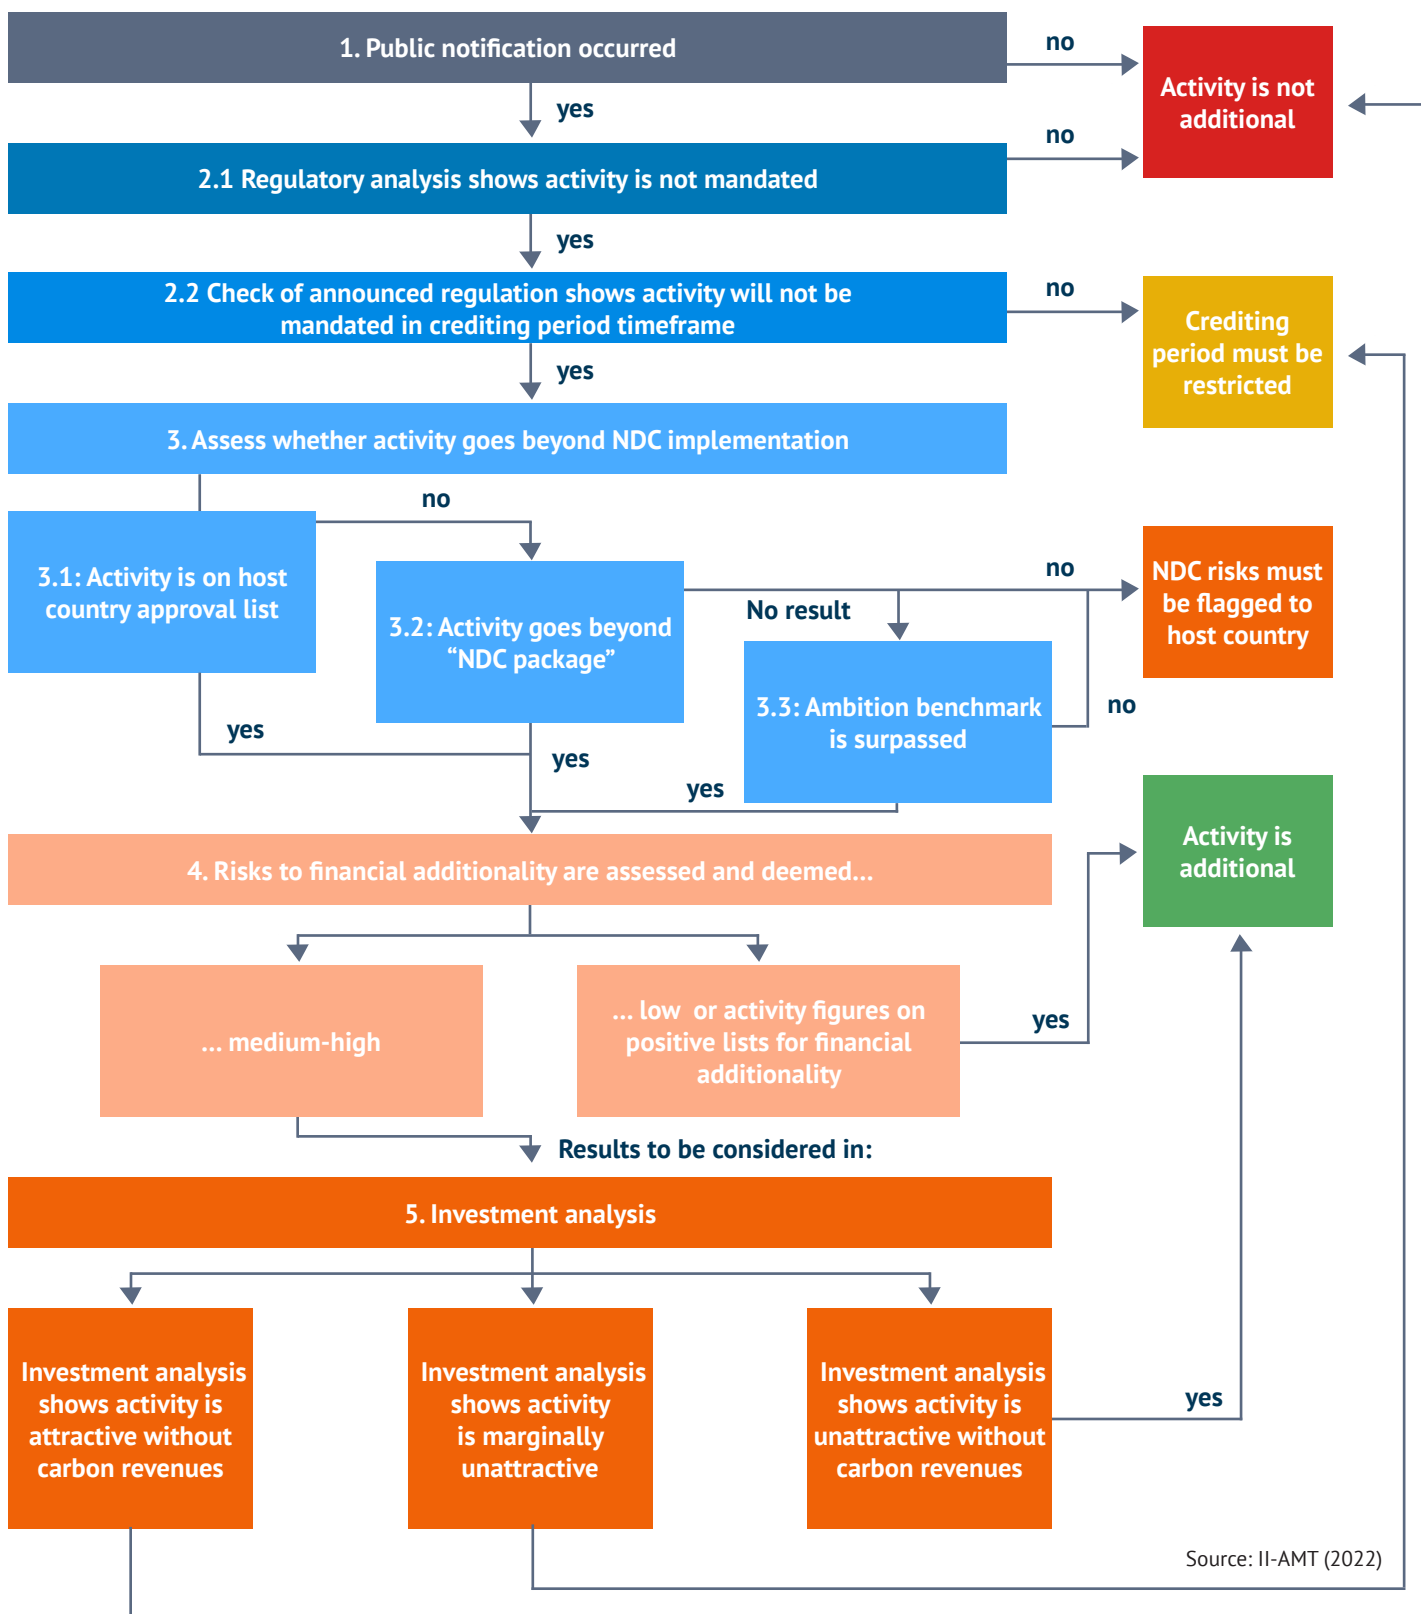 1. Public notification occurred
no
Activity is not
additional
yes
no
2.1 Regulatory analysis shows activity is not mandated
yes
2.2 Check of announced regulation shows activity will not be
mandated in crediting period timeframe
no
Crediting
period must be
restricted
yes
3. Assess whether activity goes beyond NDC implementation
no
3.1: Activity is on host
country approval list
3.2: Activity goes beyond
“NDC package”
No result
no
NDC risks must
be flagged to
host country
3.3: Ambition benchmark
is surpassed
no
yes
yes
yes
4. Risks to financial additionality are assessed and deemed...
Activity is
additional
... medium-high
... low or activity figures on
positive lists for financial
additionality
yes
Results to be considered in:
5. Investment analysis
Investment analysis
shows activity is
attractive without
carbon revenues
Investment analysis
shows activity
is marginally
unattractive
Investment analysis
shows activity is
unattractive without
carbon revenues
yes
Source: II-AMT (2022)